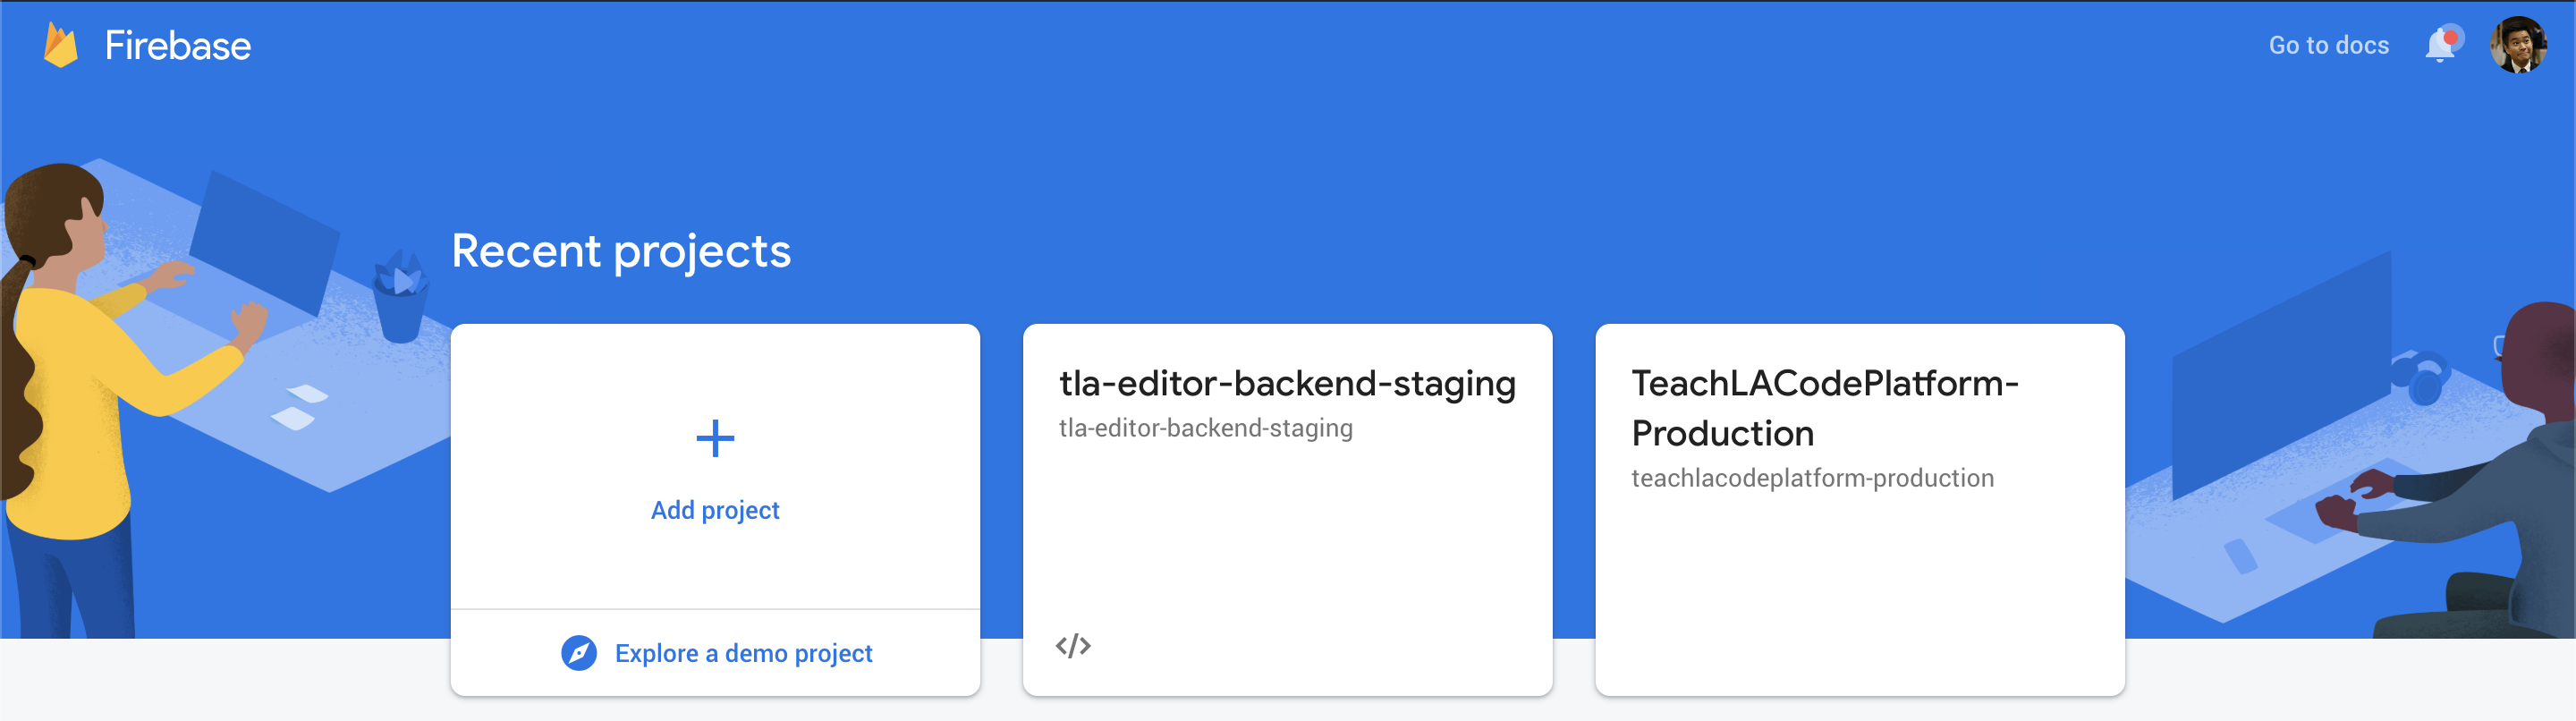 Firebase
Go to docs
Recent projects
Add project
Explore a demo project
tla-editor-backend-staging
tla-editor-backend-staging
</>
TeachLACodePlatform-
Production
teachlacodeplatform-production